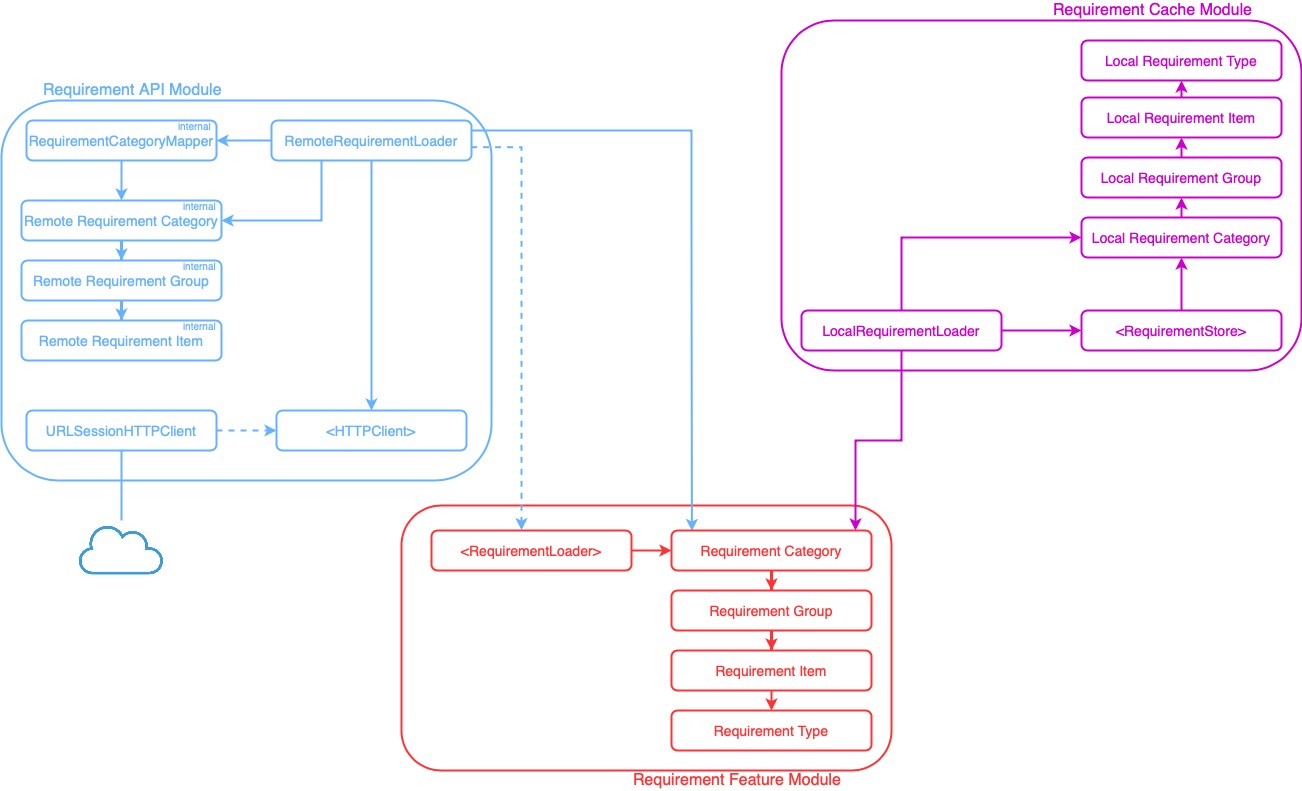 Requirement Cache Module
Local Requirement Type
Local Requirement Item
Local Requirement Group
Local Requirement Category
LocalRequirementLoader
<RequirementStore>
Requirement API Module
internal
RequirementCategoryMapper
RemoteRequirementLoader
internal
Remote Requirement Category
internal
Remote Requirement Group
internal
Remote Requirement Item
URLSessionHTTPClient
<HTTPClient>
<RequirementLoader>
Requirement Category
Requirement Group
Requirement Item
Requirement Type
Requirement Feature Module